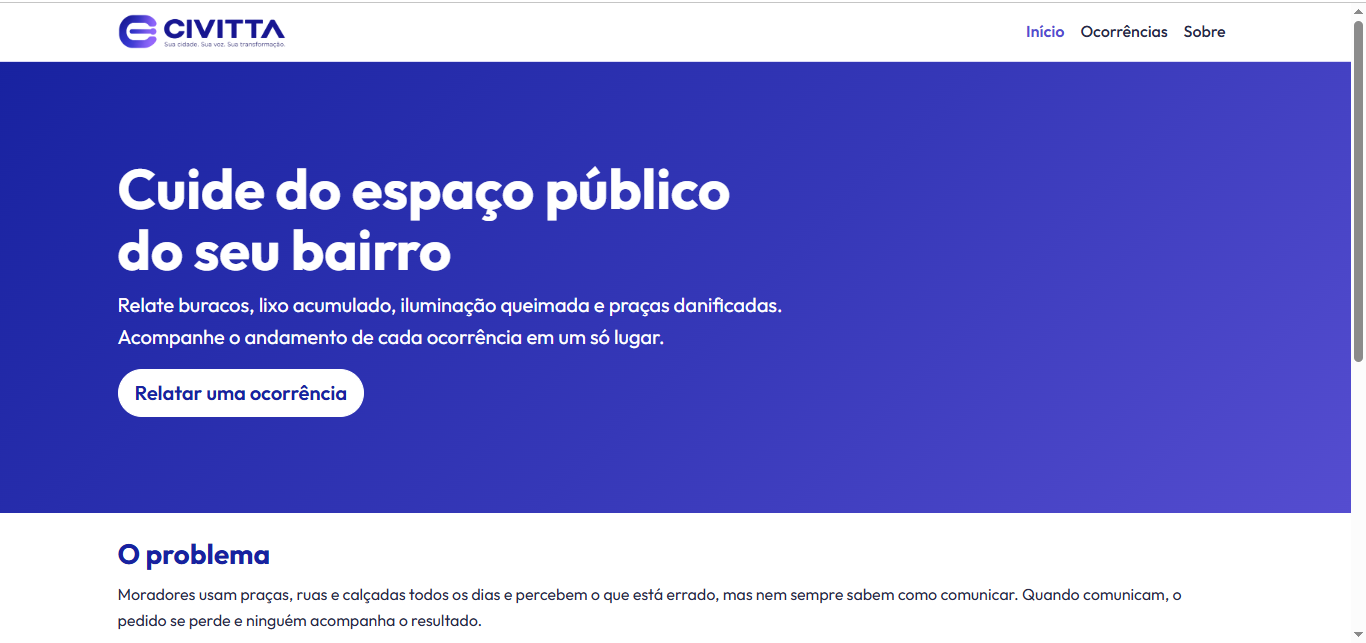 CIVITTA
Sua cidade. Sua voz. Sua transformação.
Início
Ocorrências
Sobre
Cuide do espaço público
do seu bairro
Relate buracos, lixo acumulado, iluminação queimada e praças danificadas.
Acompanhe o andamento de cada ocorrência em um só lugar.
Relatar uma ocorrência
O problema
Moradores usam praças, ruas e calçadas todos os dias e percebem o que está errado, mas nem sempre sabem como comunicar. Quando comunicam, o
pedido se perde e ninguém acompanha o resultado.